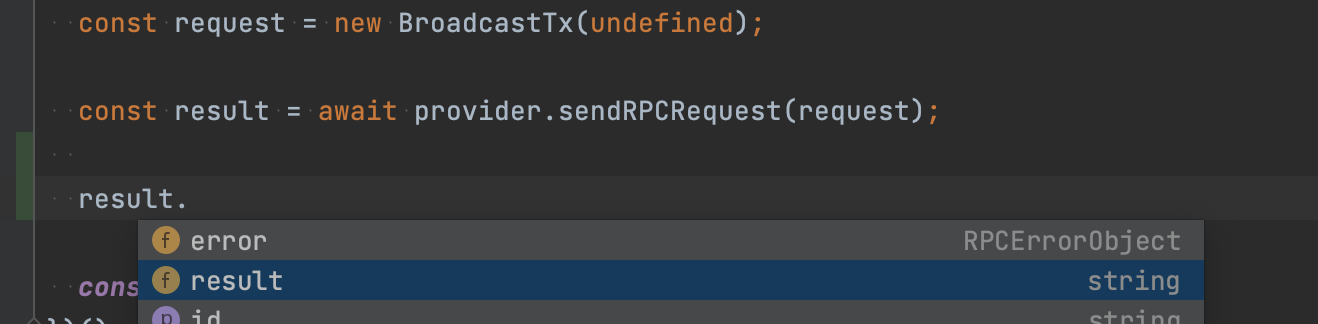 const request = new BroadcastTx(undefined);
const result = await provider.sendRPCRequest(request);
result.
f error RPCErrorObject
f result string
cons
p id string
})()